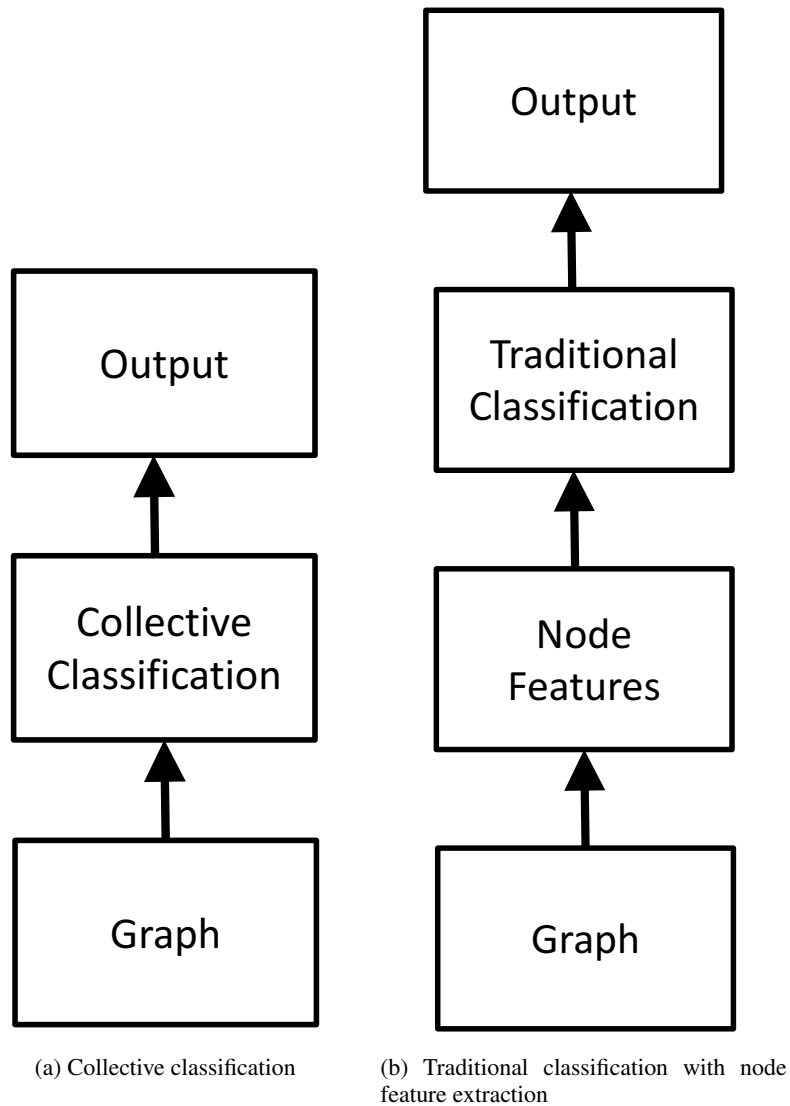 Output
Collective
Classification
Graph
(a) Collective classification
Output
Traditional
Classification
Node
Features
Graph
(b) Traditional classification with node
feature extraction